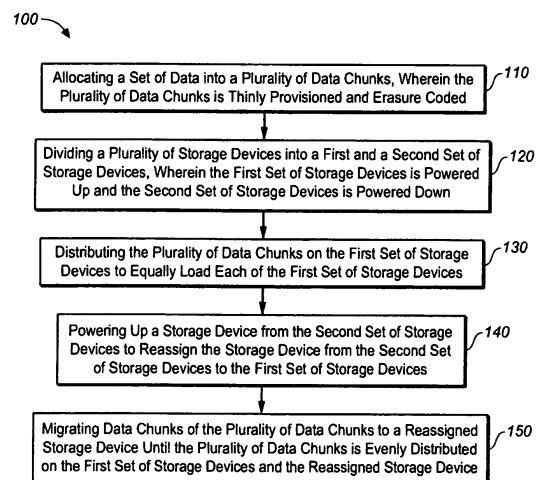 100
Allocating a Set of Data into a Plurality of Data Chunks, Wherein the
Plurality of Data Chunks is Thinly Provisioned and Erasure Coded
110
Dividing a Plurality of Storage Devices into a First and a Second Set of
Storage Devices, Wherein the First Set of Storage Devices is Powered
Up and the Second Set of Storage Devices is Powered Down
120
Distributing the Plurality of Data Chunks on the First Set of Storage
Devices to Equally Load Each of the First Set of Storage Devices
130
Powering Up a Storage Device from the Second Set of Storage
Devices to Reassign the Storage Device from the Second Set
of Storage Devices to the First Set of Storage Devices
140
Migrating Data Chunks of the Plurality of Data Chunks to a Reassigned
Storage Device Until the Plurality of Data Chunks is Evenly Distributed
on the First Set of Storage Devices and the Reassigned Storage Device
150